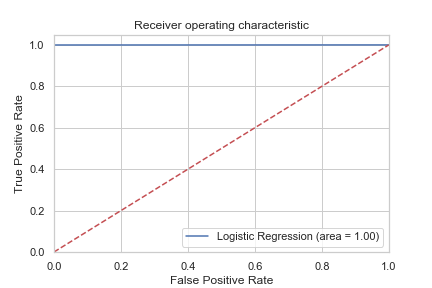 Receiver operating characteristic
1.0
0.8
0.6
0.4
0.2
0.0
True Positive Rate
Logistic Regression (area = 1.00)
0.0 0.2 0.4 0.6 0.8 1.0
False Positive Rate